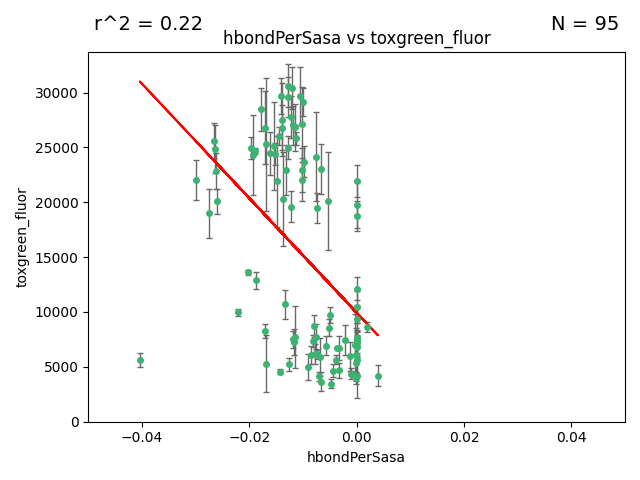 r^2 = 0.22
N = 95
hbondPerSasa vs toxgreen_fluor
toxgreen_fluor
30000
25000
20000
15000
10000
5000
0
−0.04
−0.02
0.00
0.02
0.04
hbondPerSasa